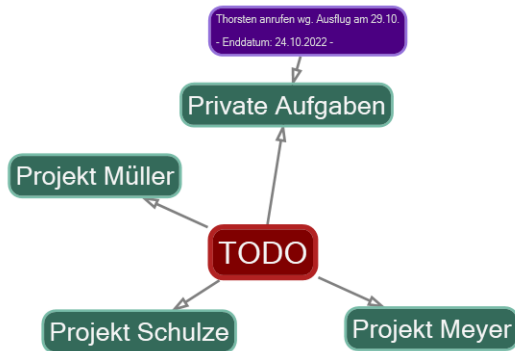 Thorsten anrufen wg. Ausflug am 29.10.
- Enddatum: 24.10.2022 -
Private Aufgaben
Projekt Müller
TODO
Projekt Schulze
Projekt Meyer